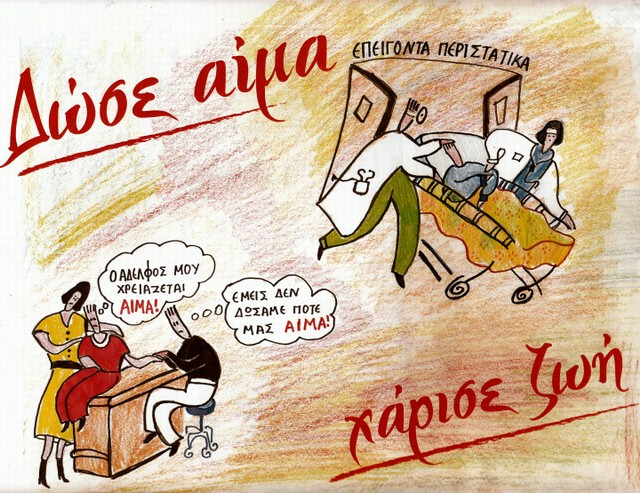 Δώσε αίμα
ΕΠΕΙΓΟΝΤΑ ΠΕΡΙΣΤΑΤΙΚΑ
Ο ΑΔΕΛΦΟΣ ΜΟΥ
ΧΡΕΙΑΖΕΤΑΙ
ΑΙΜΑ!
ΕΜΕΙΣ ΔΕΝ
ΔΩΣΑΜΕ ΠΟΤΕ
ΜΑΣ ΑΙΜΑ!
χάρισε ζωή